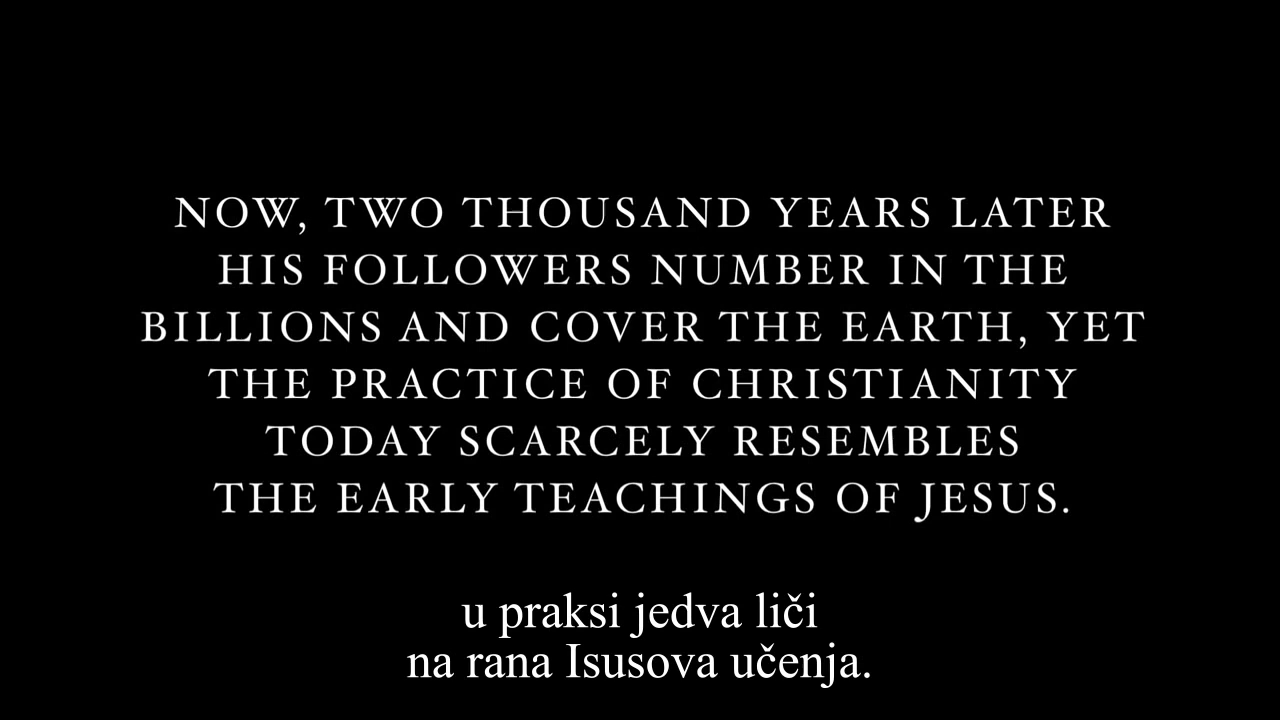 NOW, TWO THOUSAND YEARS LATER
HIS FOLLOWERS NUMBER IN THE
BILLIONS AND COVER THE EARTH, YET
THE PRACTICE OF CHRISTIANITY
TODAY SCARCELY RESEMBLES
THE EARLY TEACHINGS OF JESUS.
u praksi jedva liči
na rana Isusova učenja.